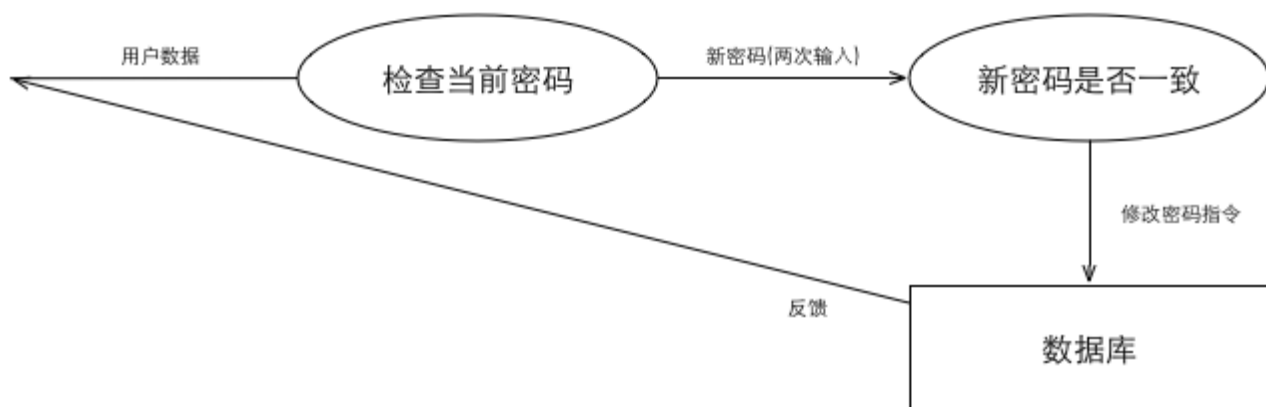 用户数据
检查当前密码
新密码(两次输入)
新密码是否一致
修改密码指令
反馈
数据库